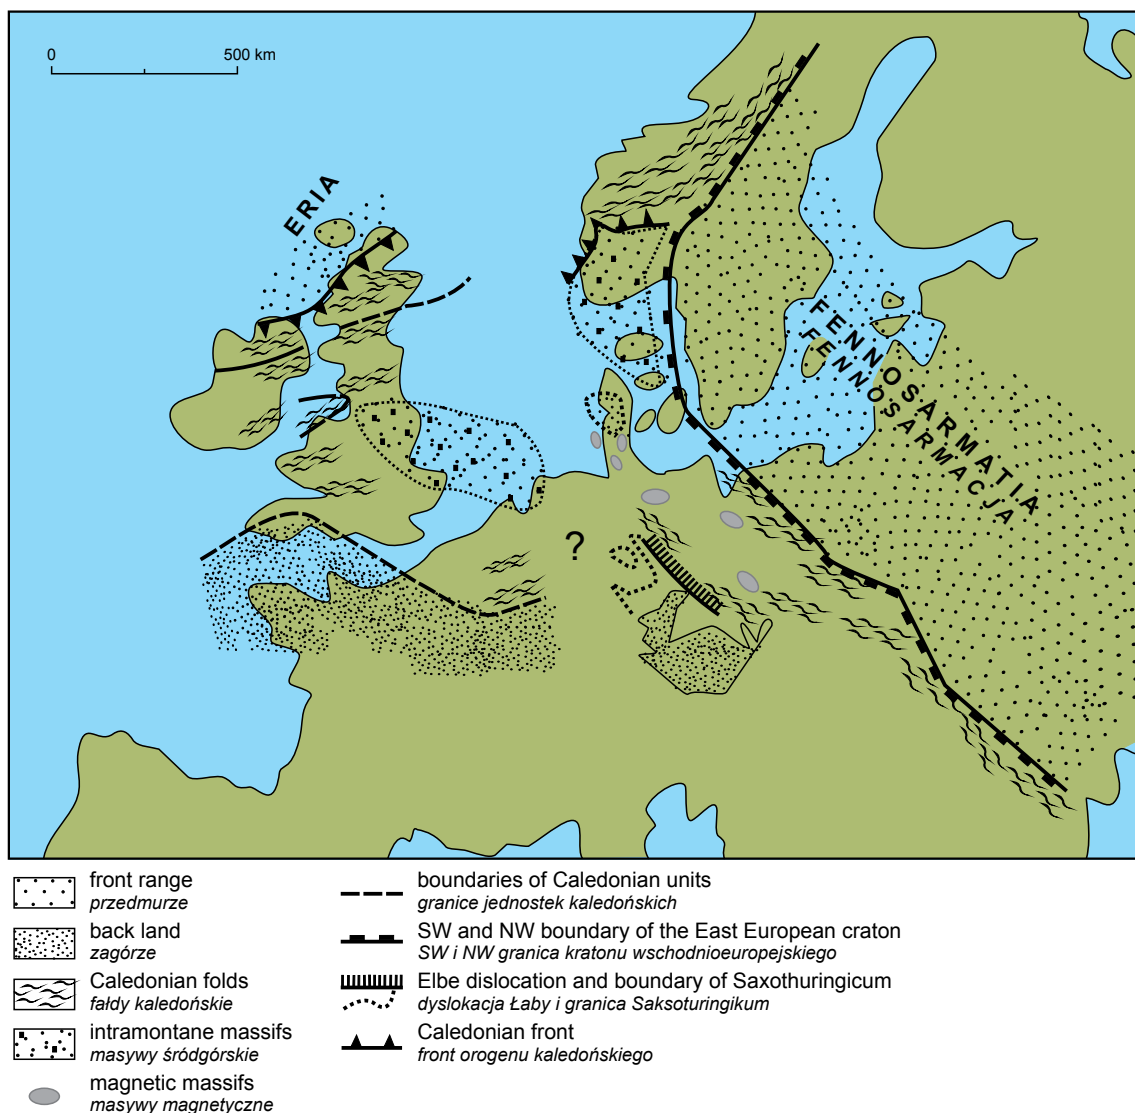 0 500 km
ERIA
FENNOSARMATIA
FENNOSARMACJA
?
front range
przedmurze
back land
zagórze
Caledonian folds
fałdy kaledońskie
intramontane massifs
masywy śródgórskie
magnetic massifs
masywy magnetyczne
boundaries of Caledonian units
granice jednostek kaledońskich
SW and NW boundary of the East European craton
SW i NW granica kratonu wschodnioeuropejskiego
Elbe dislocation and boundary of Saxothuringicum
dyslokacja Łaby i granica Saksoturingikum
Caledonian front
front orogenu kaledońskiego